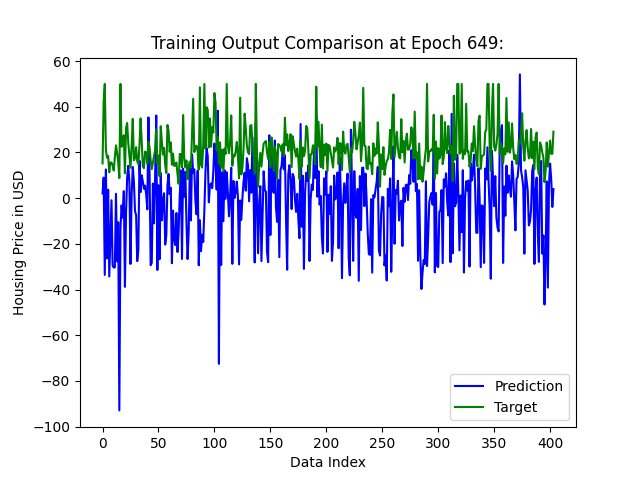 Training Output Comparison at Epoch 649:
60
40
20
0
−20
−40
−60
−80
−100
Housing Price in USD
Prediction
Target
0 50 100 150 200 250 300 350 400
Data Index